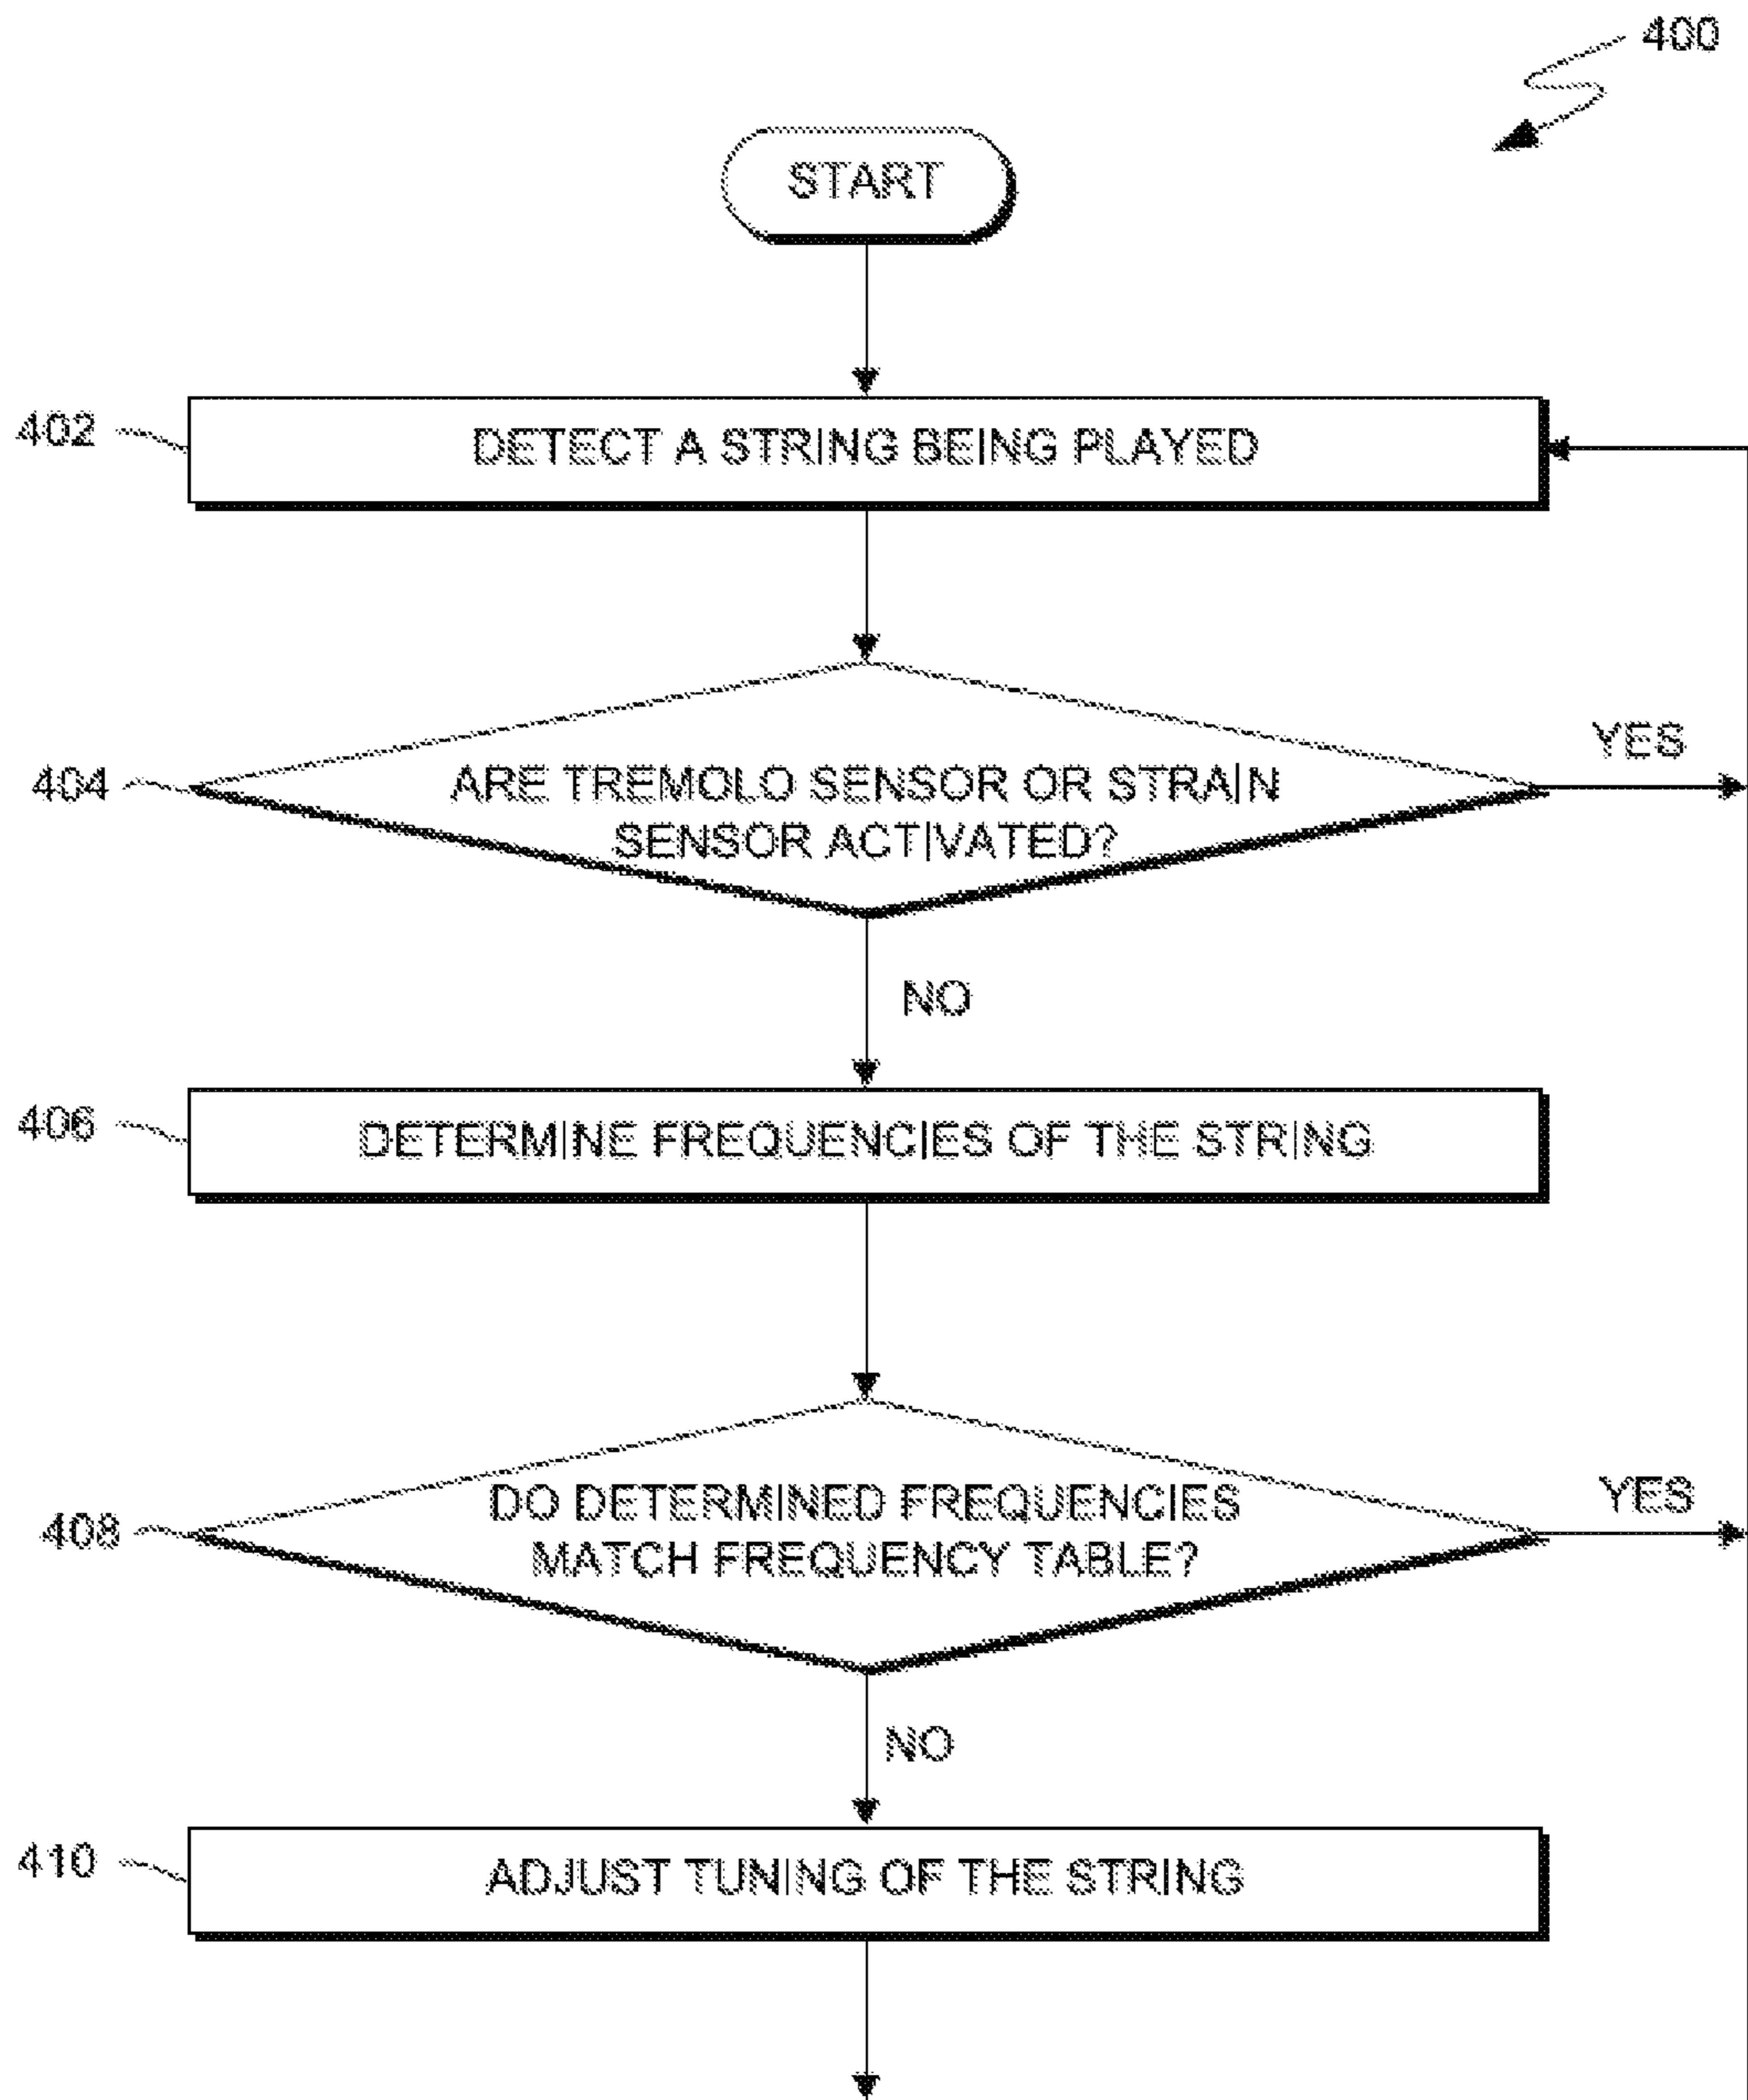 400
START
402
DETECT A STRING BEING PLAYED
404
ARE TREMOLO SENSOR OR STRAIN
SENSOR ACTIVATED?
YES
NO
406
DETERMINE FREQUENCIES OF THE STRING
408
DO DETERMINED FREQUENCIES
MATCH FREQUENCY TABLE?
YES
NO
410
ADJUST TUNING OF THE STRING